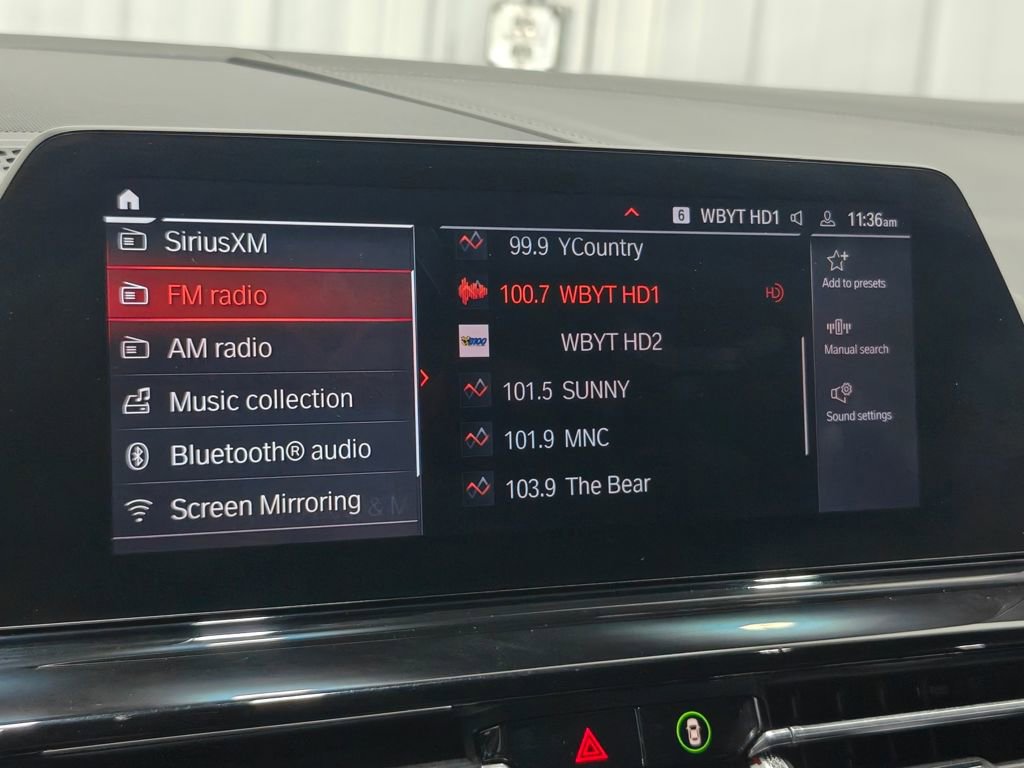 6 WBYT HD1 11:36am
SiriusXM
FM radio
AM radio
Music collection
Bluetooth® audio
Screen Mirroring & M
99.9 YCountry
100.7 WBYT HD1 HD
WBYT HD2
101.5 SUNNY
101.9 MNC
103.9 The Bear
Add to presets
Manual search
Sound settings